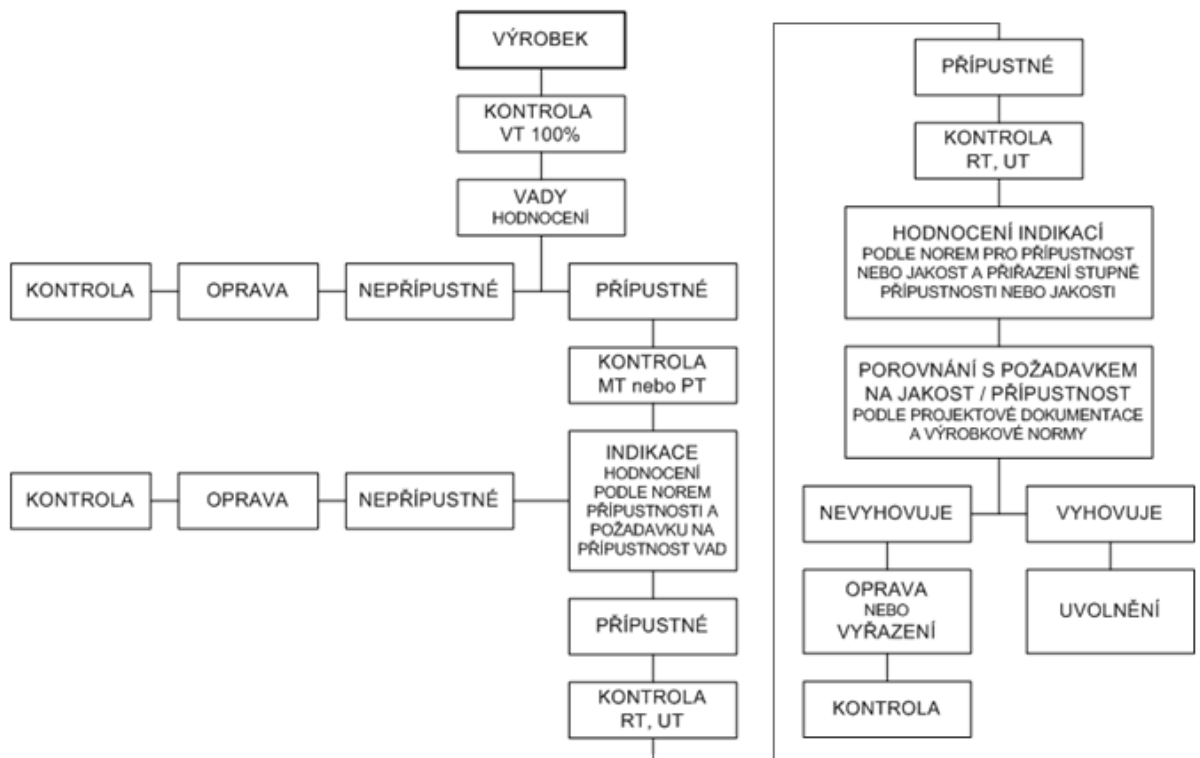 VÝROBEK
KONTROLA
VT 100%
VADY
HODNOCENÍ
KONTROLA
OPRAVA
NEPŘÍPUSTNÉ
PŘÍPUSTNÉ
KONTROLA
MT nebo PT
KONTROLA
OPRAVA
NEPŘÍPUSTNÉ
INDIKACE
HODNOCENÍ
PODLE NOREM
PŘÍPUSTNOSTI A
POŽADAVKU NA
PŘÍPUSTNOST VAD
PŘÍPUSTNÉ
KONTROLA
RT, UT
PŘÍPUSTNÉ
KONTROLA
RT, UT
HODNOCENÍ INDIKACÍ
PODLE NOREM PRO PŘÍPUSTNOST
NEBO JAKOST A PŘIŘAZENÍ STUPNĚ
PŘÍPUSTNOSTI NEBO JAKOSTI
POROVNÁNÍ S POŽADAVKEM
NA JAKOST / PŘÍPUSTNOST
PODLE PROJEKTOVÉ DOKUMENTACE
A VÝROBKOVÉ NORMY
NEVYHOVUJE
VYHOVUJE
OPRAVA
NEBO
VYŘAZENÍ
UVOLNĚNÍ
KONTROLA